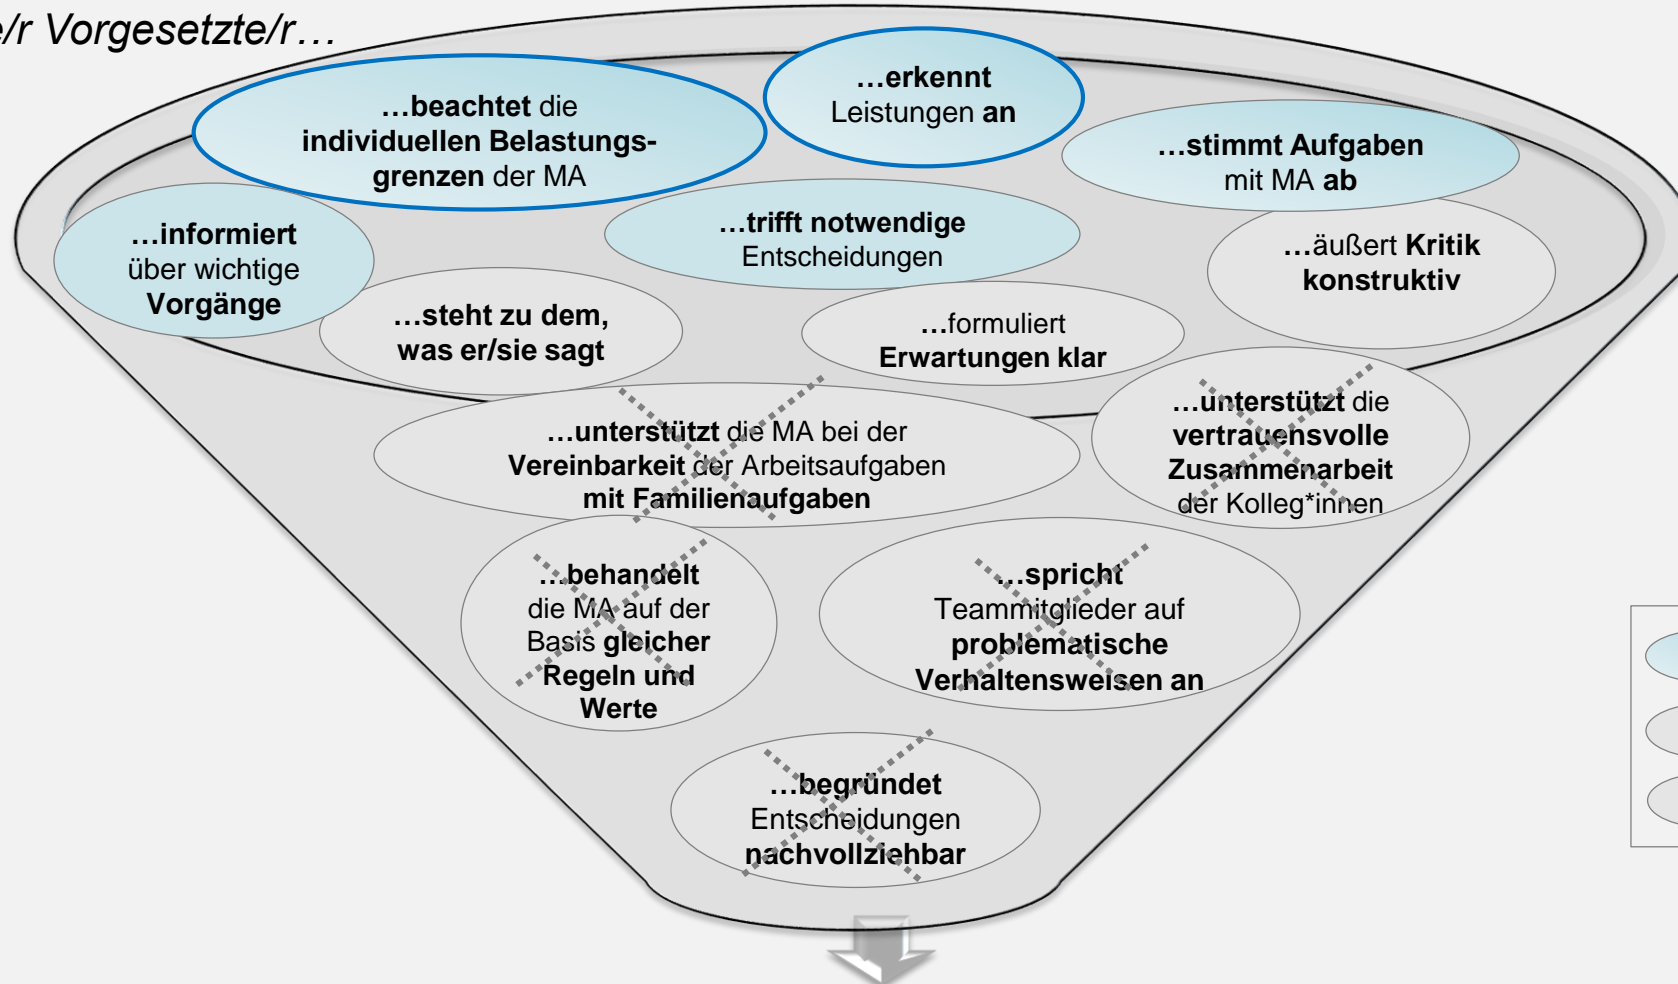 e/r Vorgesetzte/r…
…erkennt
Leistungen an
…beachtet die
individuellen Belastungs-
grenzen der MA
…stimmt Aufgaben
mit MA ab
…informiert
über wichtige
Vorgänge
…trifft notwendige
Entscheidungen
…äußert Kritik
konstruktiv
…steht zu dem,
was er/sie sagt
…formuliert
Erwartungen klar
…unterstützt die MA bei der
Vereinbarkeit der Arbeitsaufgaben
mit Familienaufgaben
…unterstützt die
vertrauensvolle
Zusammenarbeit
der Kolleg*innen
…behandelt
die MA auf der
Basis gleicher
Regeln und
Werte
…spricht
Teammitglieder auf
problematische
Verhaltensweisen an
…begründet
Entscheidungen
nachvollziehbar